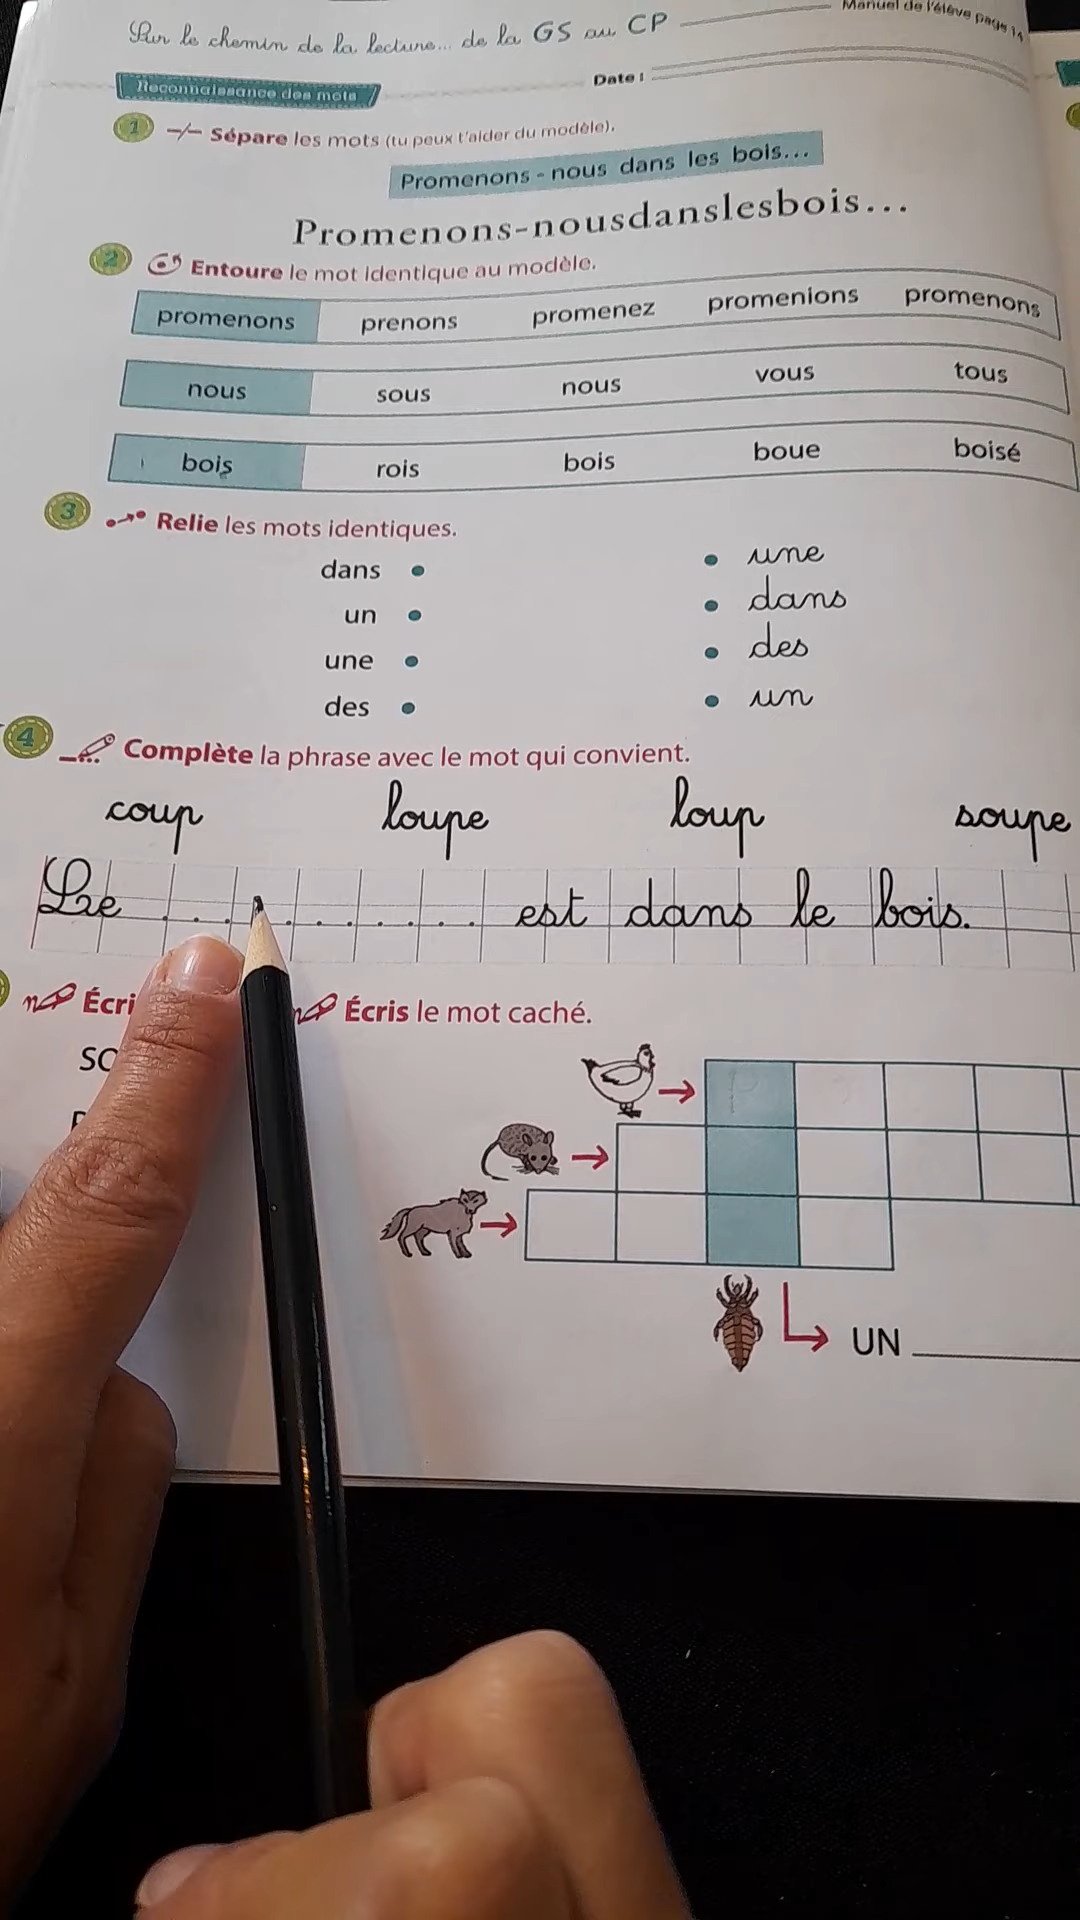 Sur le chemin de la lecture... de la GS au CP
Manuel de l'élève page 14
Reconnaissance des mots
Date :
1 Sépare les mots (tu peux t'aider du modèle).
Promenons - nous dans les bois...
Promenons-nousdanslesbois...
2 Entoure le mot identique au modèle.
promenons prenons promenez promenions promenons
nous sous nous vous tous
bois rois bois boue boisé
3 Relie les mots identiques.
dans • • une
un • • dans
une • • des
des • • un
4 Complète la phrase avec le mot qui convient.
coup loupe loup soupe
Le ........... est dans le bois.
Écri
Écris le mot caché.
SO
P
UN